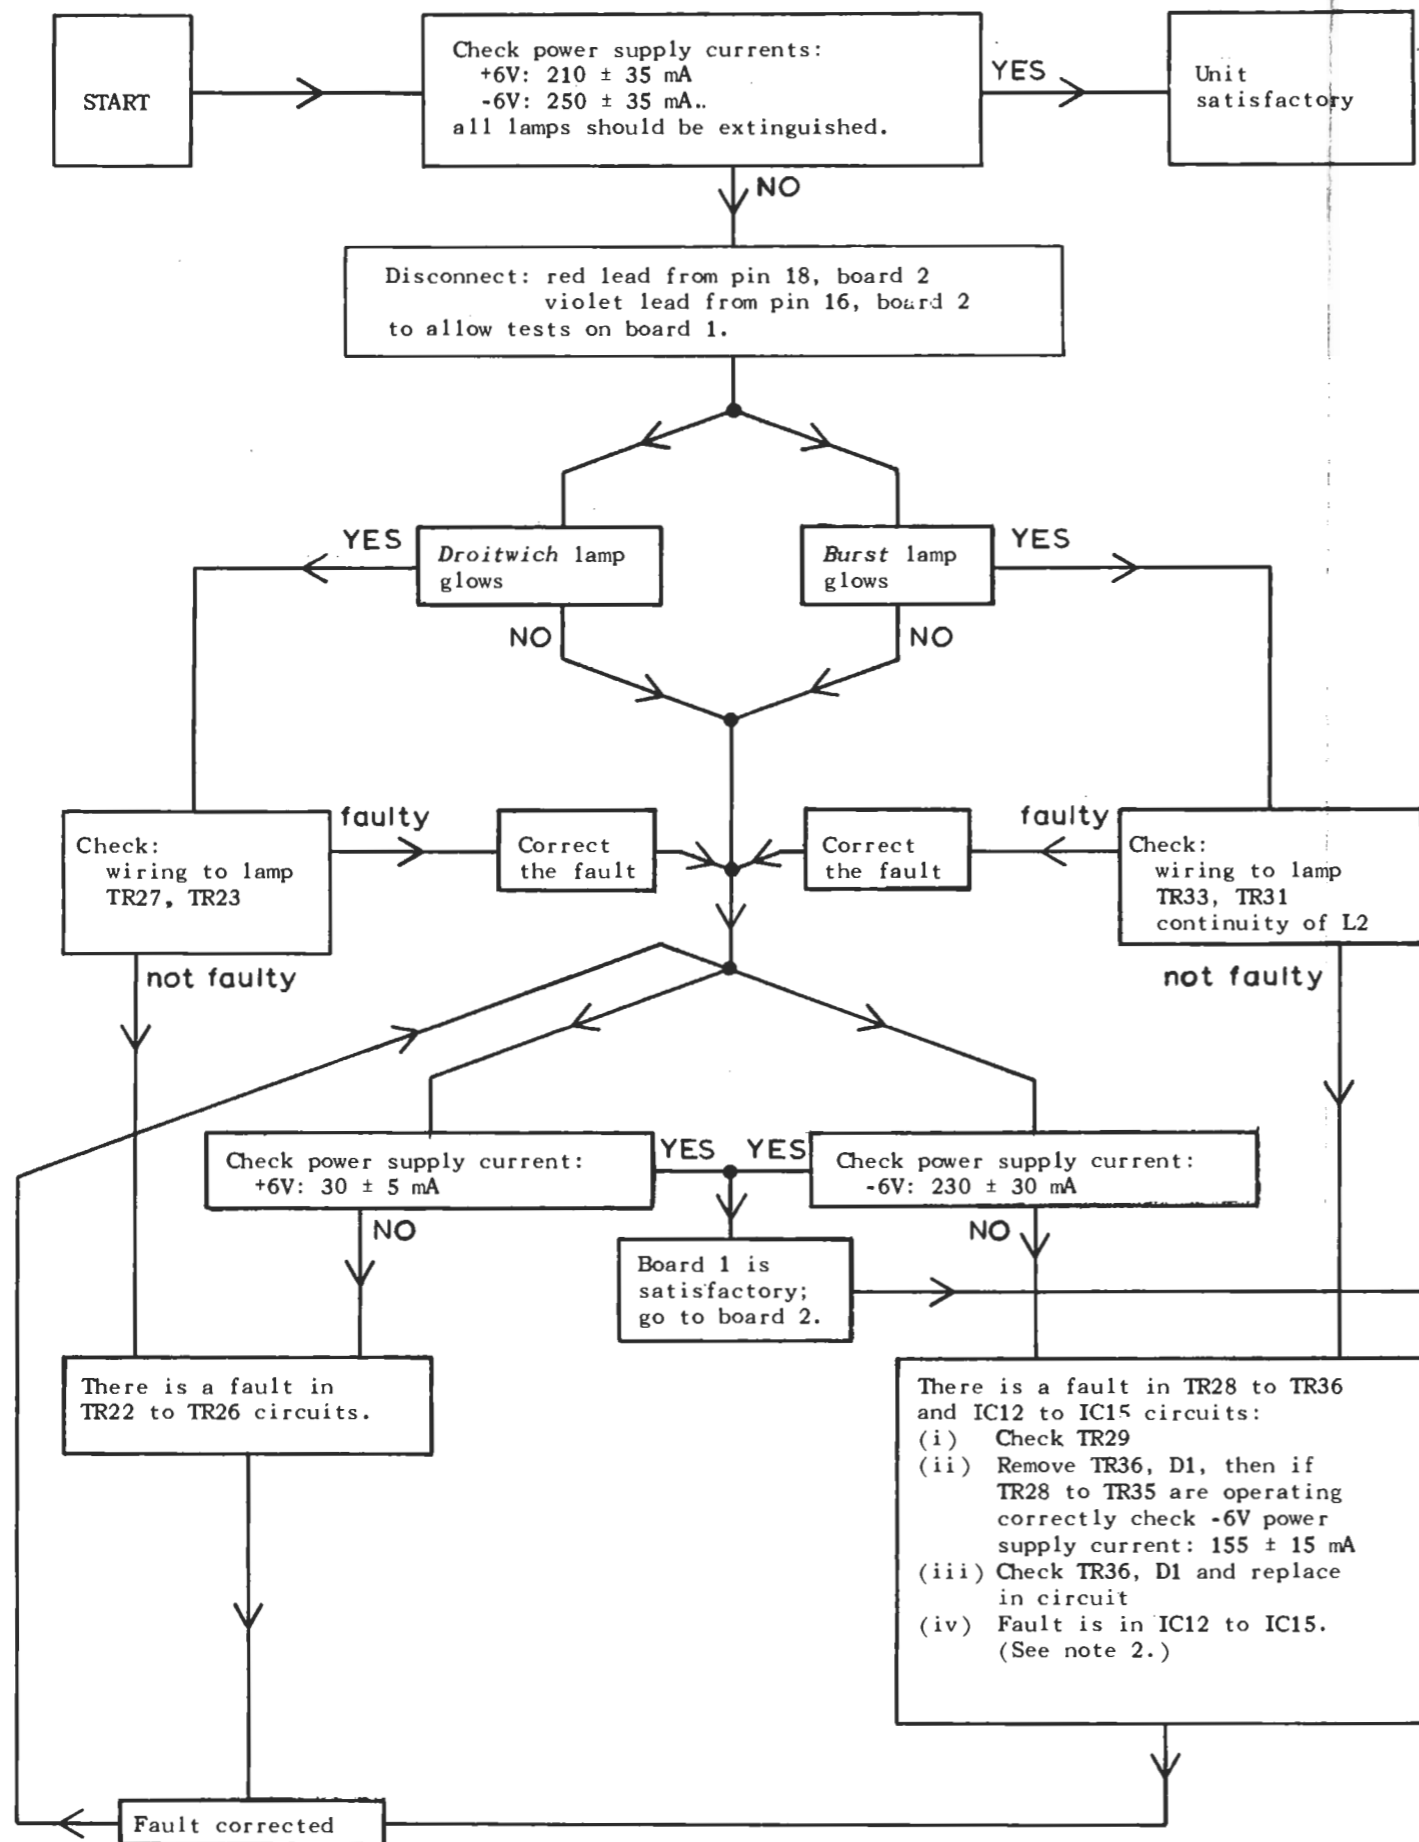 START
Check power supply currents:
+6V: 210 ± 35 mA
-6V: 250 ± 35 mA..
all lamps should be extinguished.
YES
Unit
satisfactory
NO
Disconnect: red lead from pin 18, board 2
violet lead from pin 16, board 2
to allow tests on board 1.
YES
Droitwich lamp
glows
NO
Burst lamp
glows
YES
NO
Check:
wiring to lamp
TR27, TR23
faulty
Correct
the fault
Correct
the fault
faulty
Check:
wiring to lamp
TR33, TR31
continuity of L2
not faulty
not faulty
Check power supply current:
+6V: 30 ± 5 mA
YES
YES
Check power supply current:
-6V: 230 ± 30 mA
NO
NO
Board 1 is
satisfactory;
go to board 2.
There is a fault in
TR22 to TR26 circuits.
There is a fault in TR28 to TR36
and IC12 to IC15 circuits:
(i) Check TR29
(ii) Remove TR36, D1, then if
TR28 to TR35 are operating
correctly check -6V power
supply current: 155 ± 15 mA
(iii) Check TR36, D1 and replace
in circuit
(iv) Fault is in IC12 to IC15.
(See note 2.)
Fault corrected